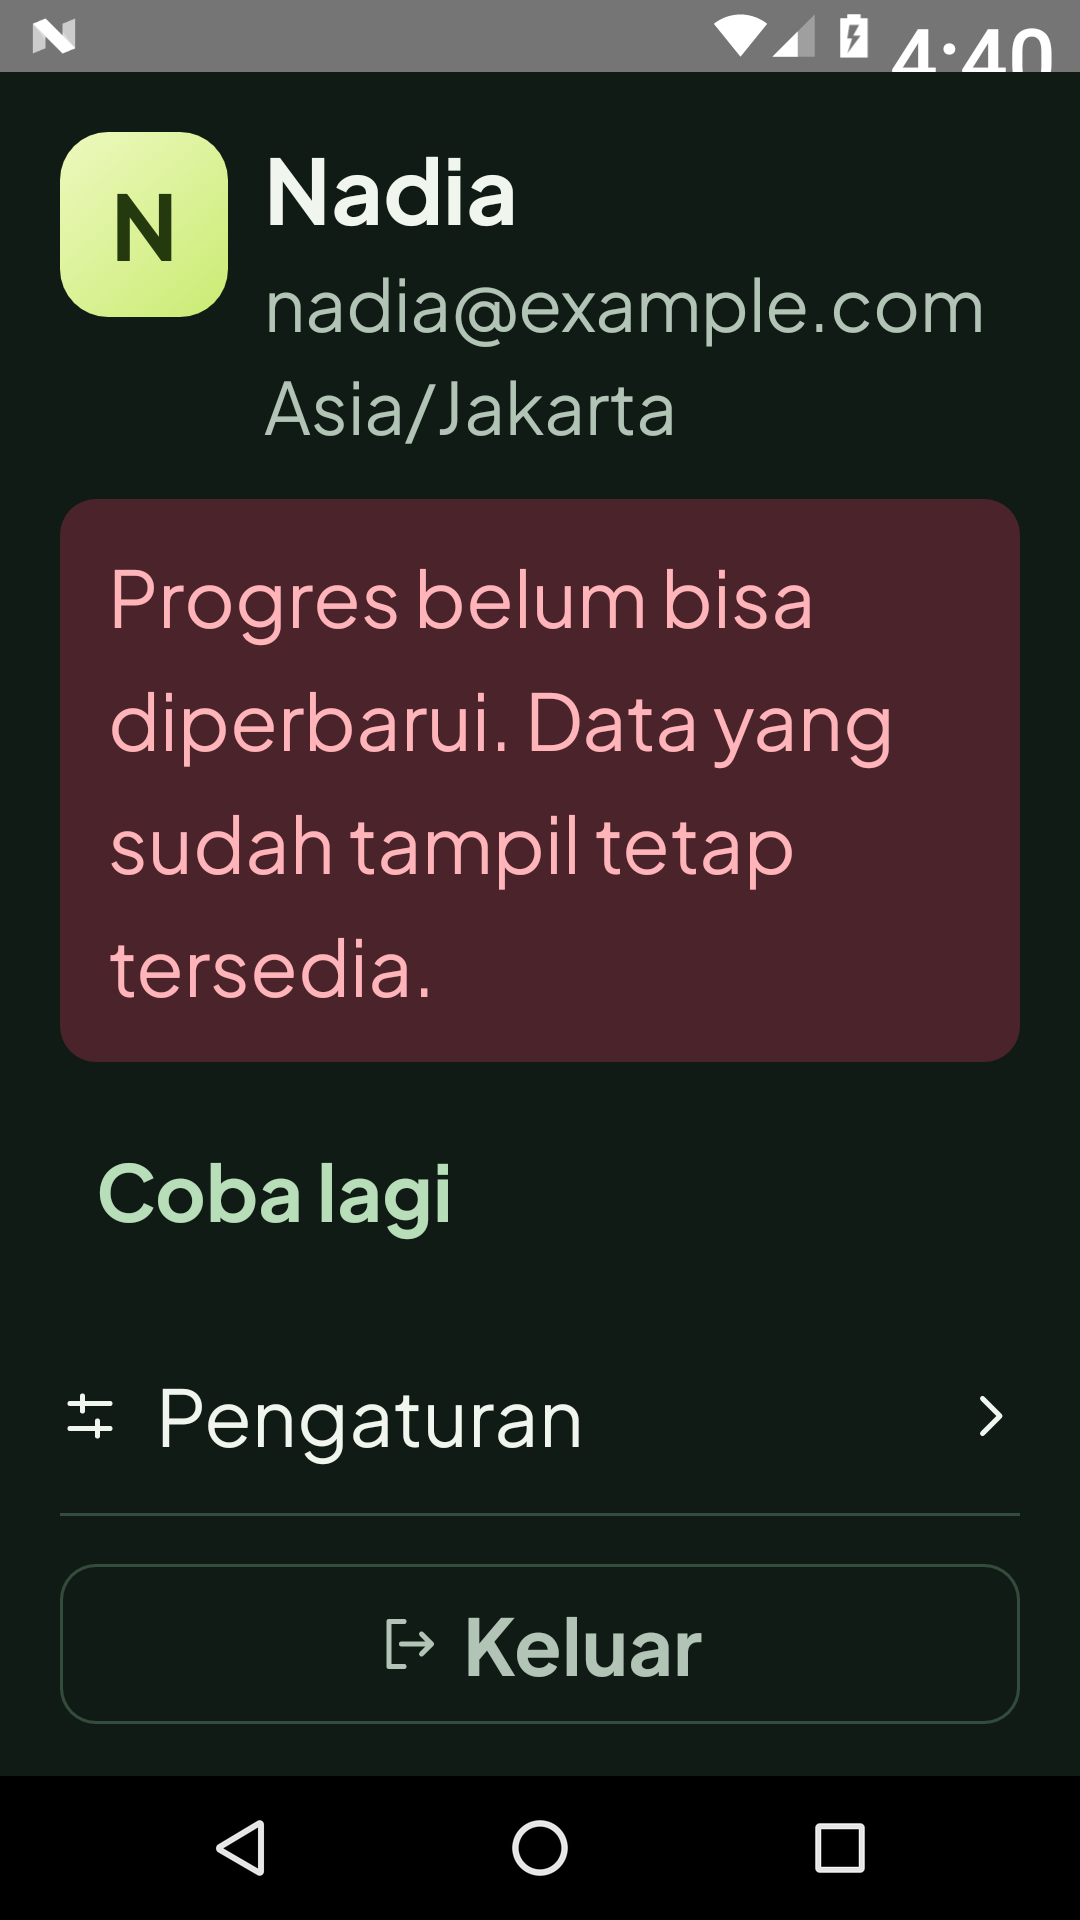 4:40
N
Nadia
nadia@example.com
Asia/Jakarta
Progres belum bisa
diperbarui. Data yang
sudah tampil tetap
tersedia.
Coba lagi
Pengaturan
Keluar